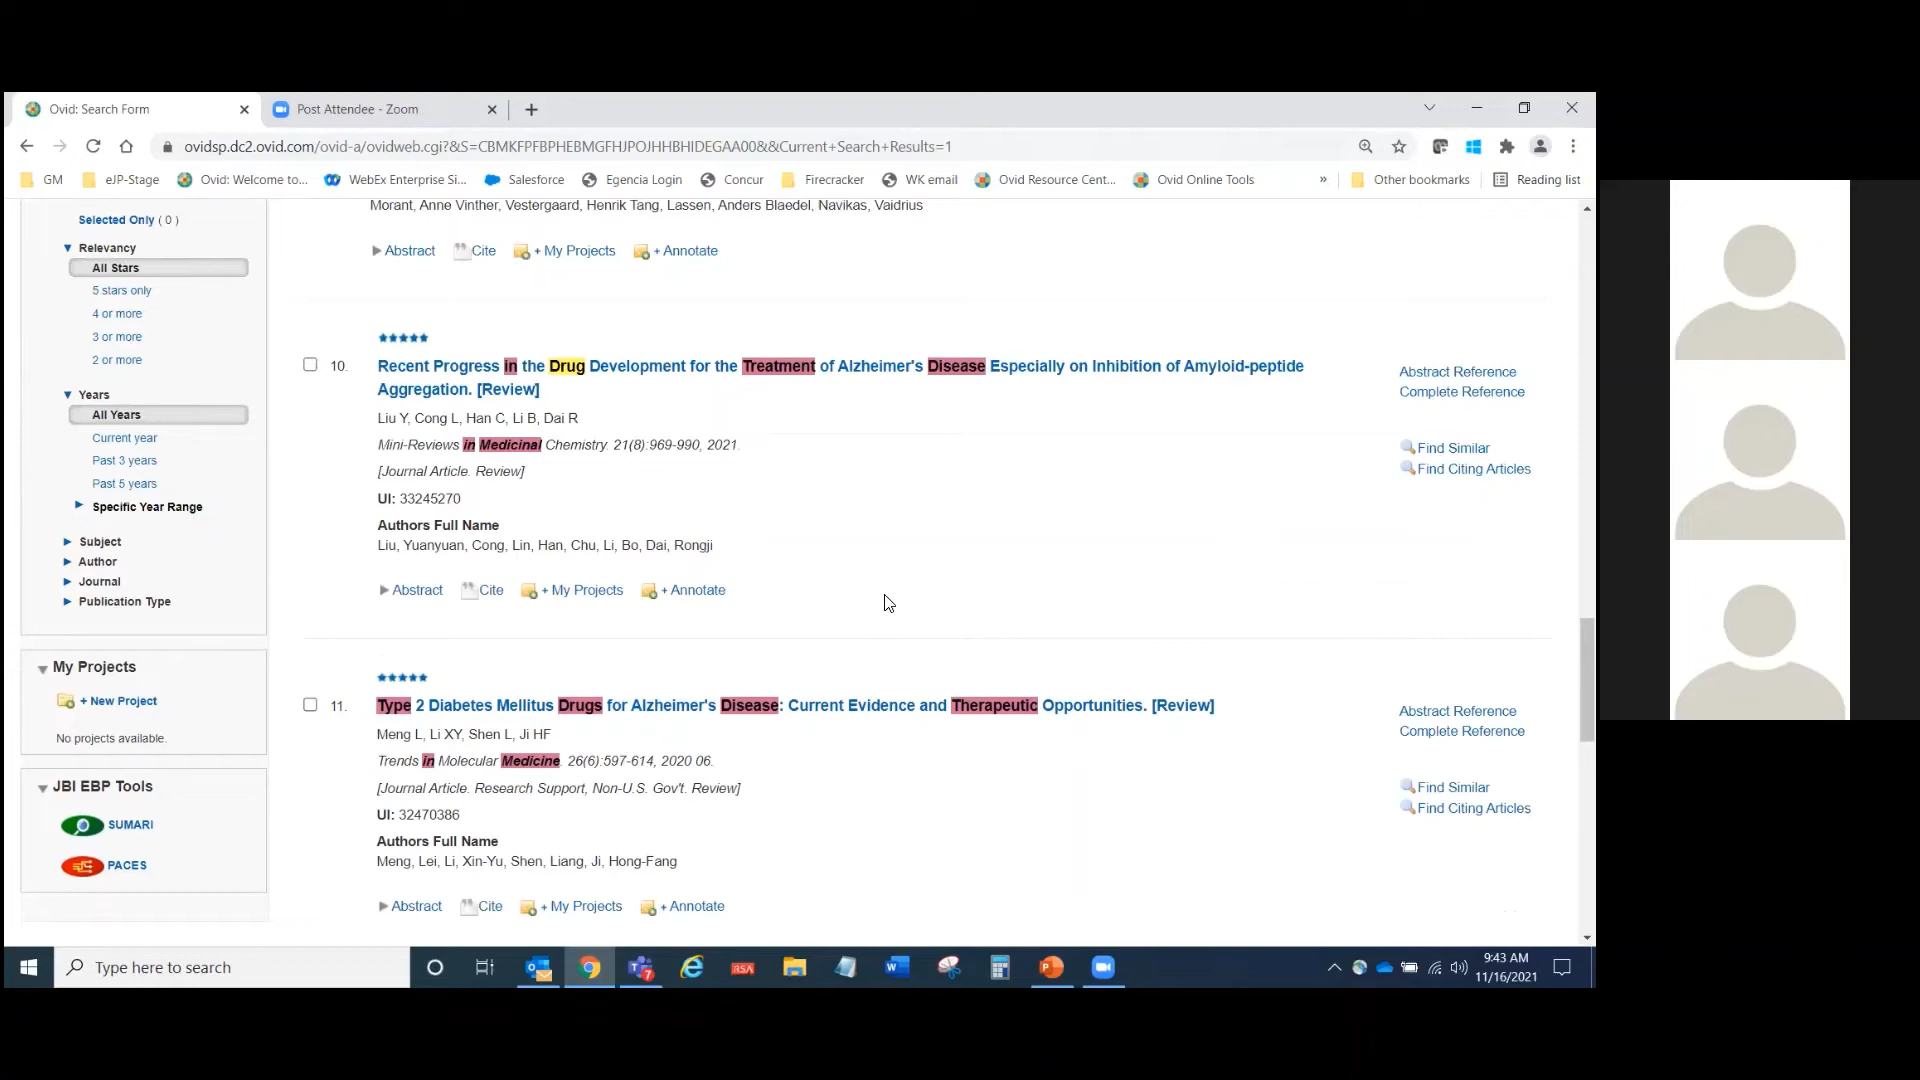 Ovid: Search Form
Post Attendee - Zoom
ovidsp.dc2.ovid.com/ovid-a/ovidweb.cgi?&S=CBMKFPFBPHEBMGFHJPOJHHBHIDEGAA00&&Current+Search+Results=1
GM
eJP-Stage
Ovid: Welcome to...
WebEx Enterprise Si...
Salesforce
Egencia Login
Concur
Firecracker
WK email
Ovid Resource Cent...
Ovid Online Tools
»
Other bookmarks
Reading list
Selected Only ( 0 )
Relevancy
All Stars
5 stars only
4 or more
3 or more
2 or more
Years
All Years
Current year
Past 3 years
Past 5 years
Specific Year Range
Subject
Author
Journal
Publication Type
My Projects
+ New Project
No projects available.
JBI EBP Tools
SUMARI
PACES
Morant, Anne Vinther, Vestergaard, Henrik Tang, Lassen, Anders Blaedel, Navikas, Vaidrius
Abstract Cite + My Projects + Annotate
10.
Recent Progress in the Drug Development for the Treatment of Alzheimer's Disease Especially on Inhibition of Amyloid-peptide
Aggregation. [Review]
Liu Y, Cong L, Han C, Li B, Dai R
Mini-Reviews in Medicinal Chemistry. 21(8):969-990, 2021.
[Journal Article. Review]
UI: 33245270
Authors Full Name
Liu, Yuanyuan, Cong, Lin, Han, Chu, Li, Bo, Dai, Rongji
Abstract Cite + My Projects + Annotate
Abstract Reference
Complete Reference
Find Similar
Find Citing Articles
11.
Type 2 Diabetes Mellitus Drugs for Alzheimer's Disease: Current Evidence and Therapeutic Opportunities. [Review]
Meng L, Li XY, Shen L, Ji HF
Trends in Molecular Medicine. 26(6):597-614, 2020 06.
[Journal Article. Research Support, Non-U.S. Gov't. Review]
UI: 32470386
Authors Full Name
Meng, Lei, Li, Xin-Yu, Shen, Liang, Ji, Hong-Fang
Abstract Cite + My Projects + Annotate
Abstract Reference
Complete Reference
Find Similar
Find Citing Articles
Type here to search
RSA
7
9:43 AM
11/16/2021